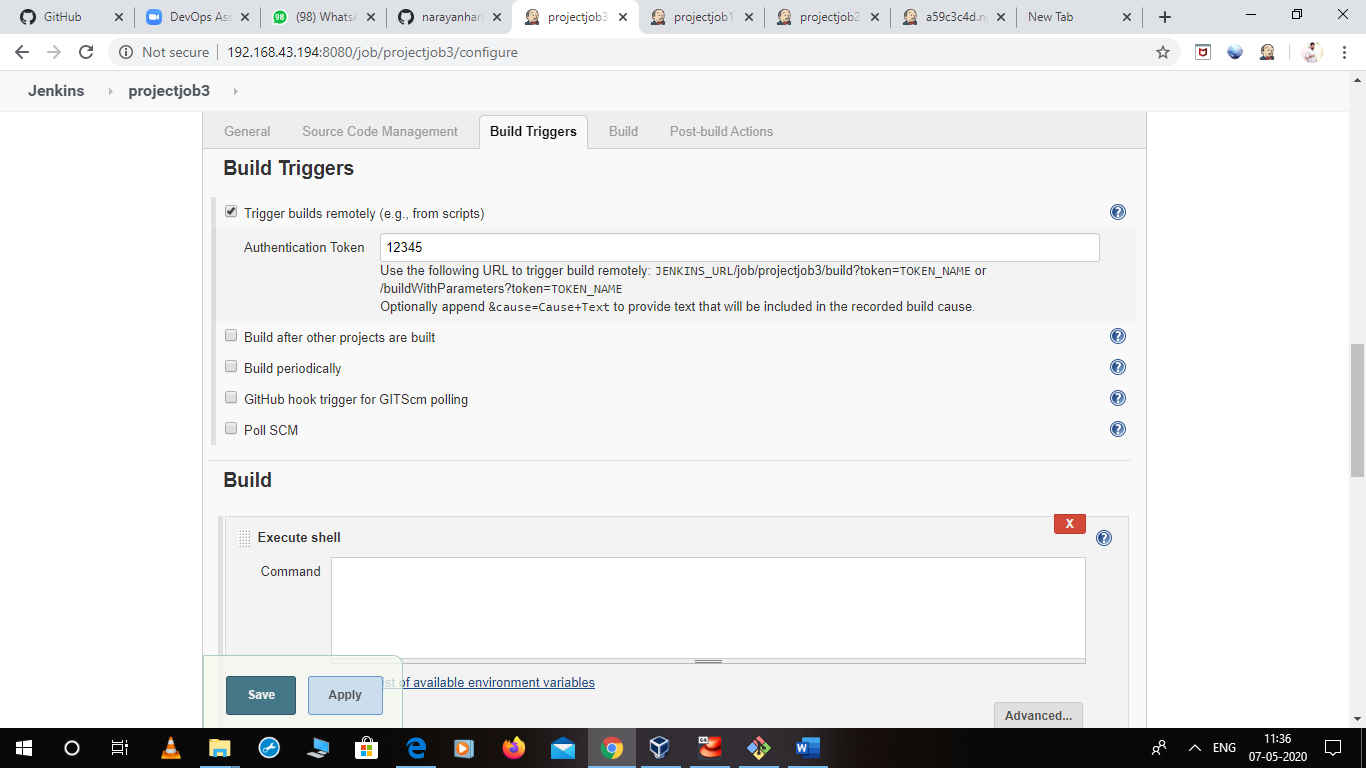 GitHub
DevOps As
(98) WhatsA
narayanhar
projectjob3
projectjob1
projectjob2
a59c3c4d.n
New Tab
Not secure
192.168.43.194:8080/job/projectjob3/configure
Jenkins
projectjob3
General
Source Code Management
Build Triggers
Build
Post-build Actions
Build Triggers
Trigger builds remotely (e.g., from scripts)
Authentication Token
12345
Use the following URL to trigger build remotely: JENKINS_URL/job/projectjob3/build?token=TOKEN_NAME or
/buildWithParameters?token=TOKEN_NAME
Optionally append &cause=Cause+Text to provide text that will be included in the recorded build cause.
Build after other projects are built
Build periodically
GitHub hook trigger for GITScm polling
Poll SCM
Build
X
Execute shell
Command
st of available environment variables
Save
Apply
Advanced...
ENG
11:36
07-05-2020